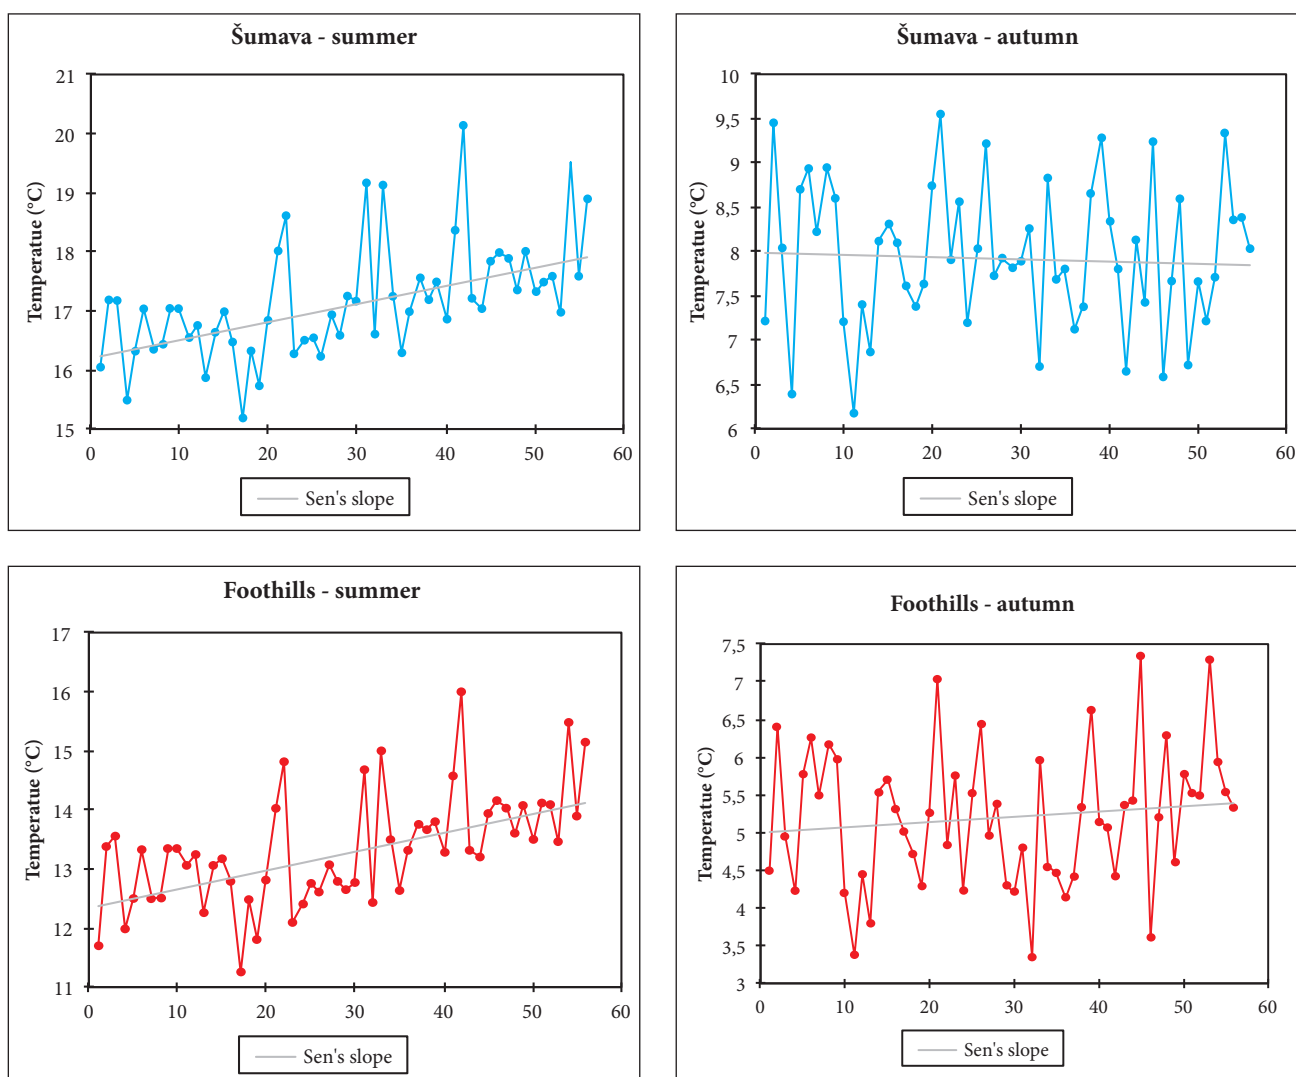 Šumava - summer
Temperatue (°C)
21
20
19
18
17
16
15
0 10 20 30 40 50 60
Sen's slope
Šumava - autumn
Temperatue (°C)
10
9,5
9
8,5
8
7,5
7
6,5
6
0 10 20 30 40 50 60
Sen's slope
Foothills - summer
Temperatue (°C)
17
16
15
14
13
12
11
0 10 20 30 40 50 60
Sen's slope
Foothills - autumn
Temperatue (°C)
7,5
7
6,5
6
5,5
5
4,5
4
3,5
3
0 10 20 30 40 50 60
Sen's slope